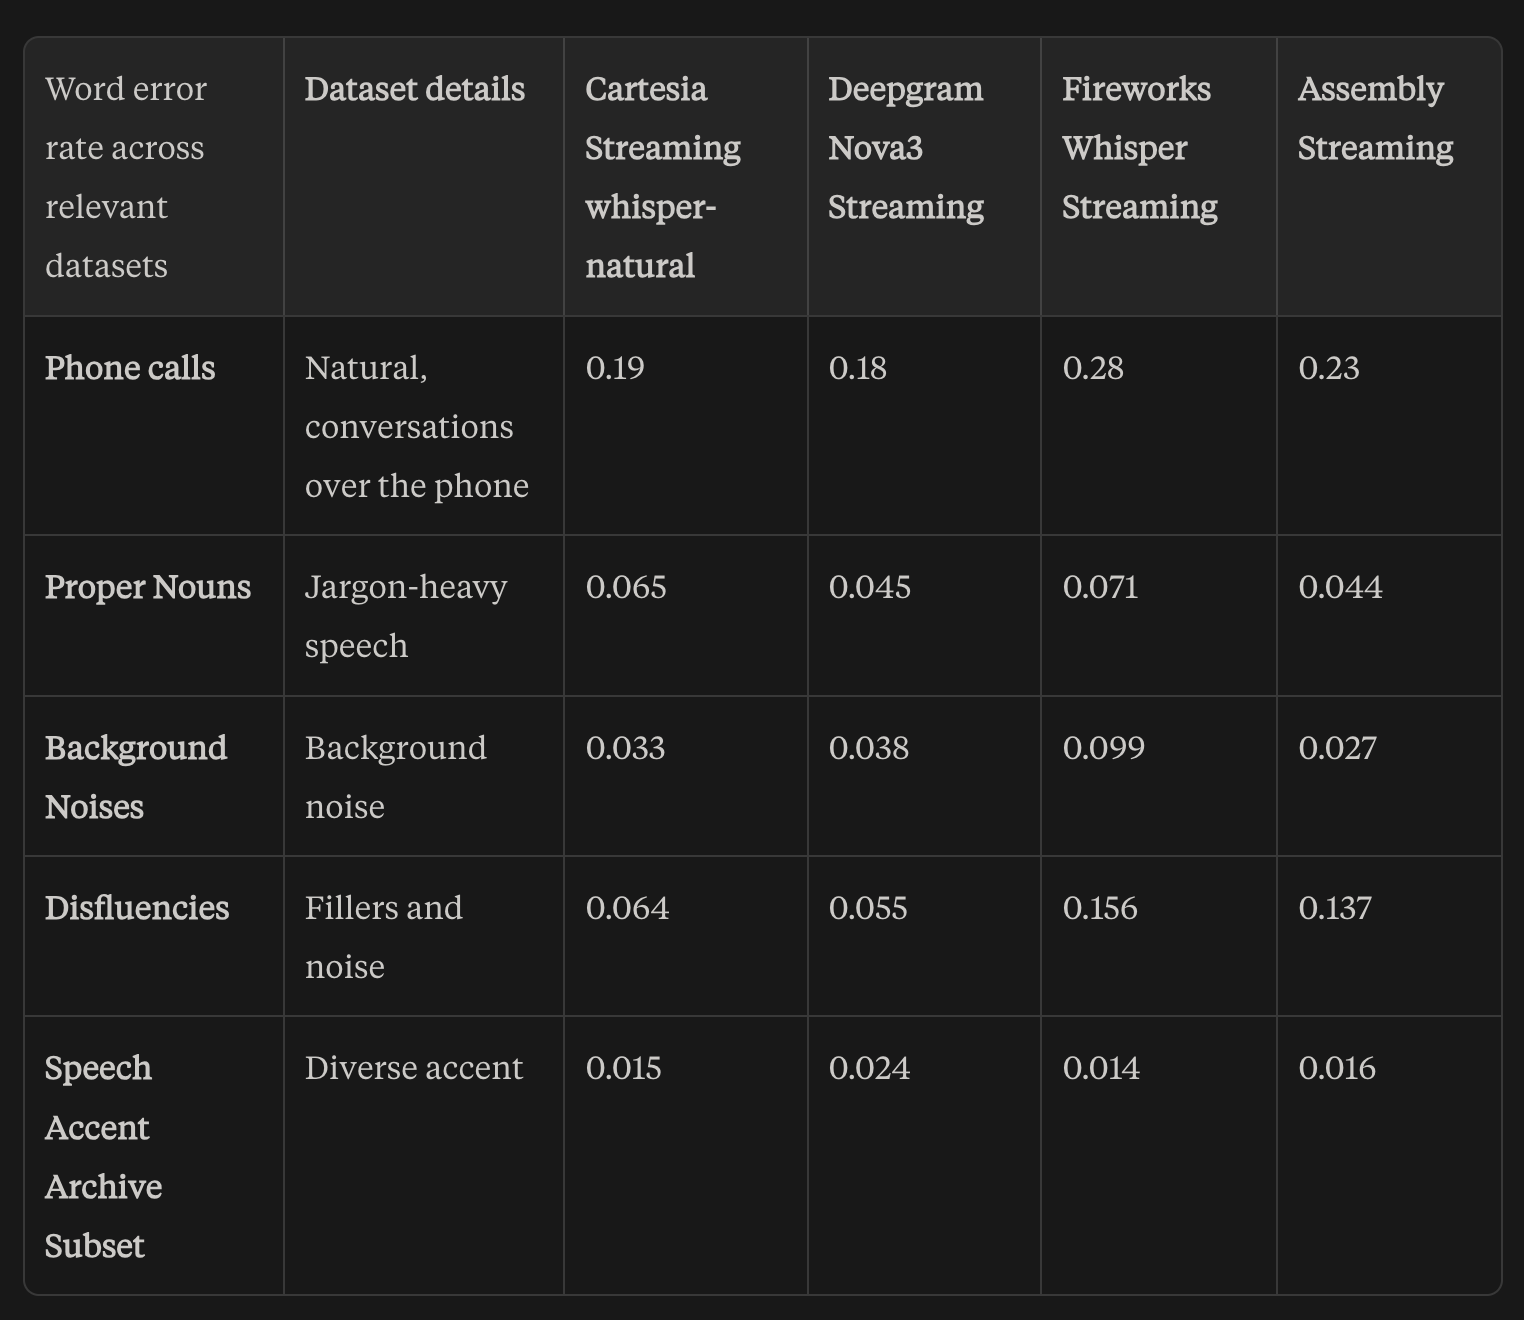 Word error
rate across
relevant
datasets
Dataset details
Cartesia
Streaming
whisper-
natural
Deepgram
Nova3
Streaming
Fireworks
Whisper
Streaming
Assembly
Streaming
Phone calls
Natural,
conversations
over the phone
0.19
0.18
0.28
0.23
Proper Nouns
Jargon-heavy
speech
0.065
0.045
0.071
0.044
Background
Noises
Background
noise
0.033
0.038
0.099
0.027
Disfluencies
Fillers and
noise
0.064
0.055
0.156
0.137
Speech
Accent
Archive
Subset
Diverse accent
0.015
0.024
0.014
0.016